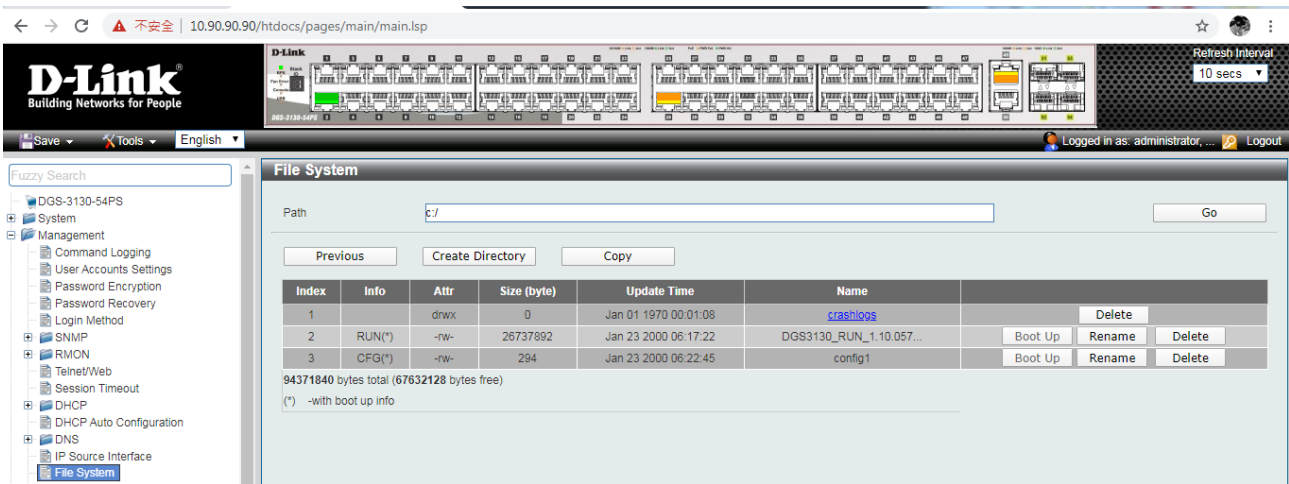 不安全 | 10.90.90.90/htdocs/pages/main/main.lsp
D-Link
Building Networks for People
D-Link
DGS-3130-54PS
Refresh Interval
10 secs
Save Tools English
Logged in as: administrator, ... Logout
Fuzzy Search
DGS-3130-54PS
System
Management
Command Logging
User Accounts Settings
Password Encryption
Password Recovery
Login Method
SNMP
RMON
Telnet/Web
Session Timeout
DHCP
DHCP Auto Configuration
DNS
IP Source Interface
File System
File System
Path c:/ Go
Previous Create Directory Copy
Index Info Attr Size (byte) Update Time Name
1 drwx 0 Jan 01 1970 00:01:08 crashlogs Delete
2 RUN(*) -rw- 26737892 Jan 23 2000 06:17:22 DGS3130_RUN_1.10.057... Boot Up Rename Delete
3 CFG(*) -rw- 294 Jan 23 2000 06:22:45 config1 Boot Up Rename Delete
94371840 bytes total (67632128 bytes free)
(*) -with boot up info